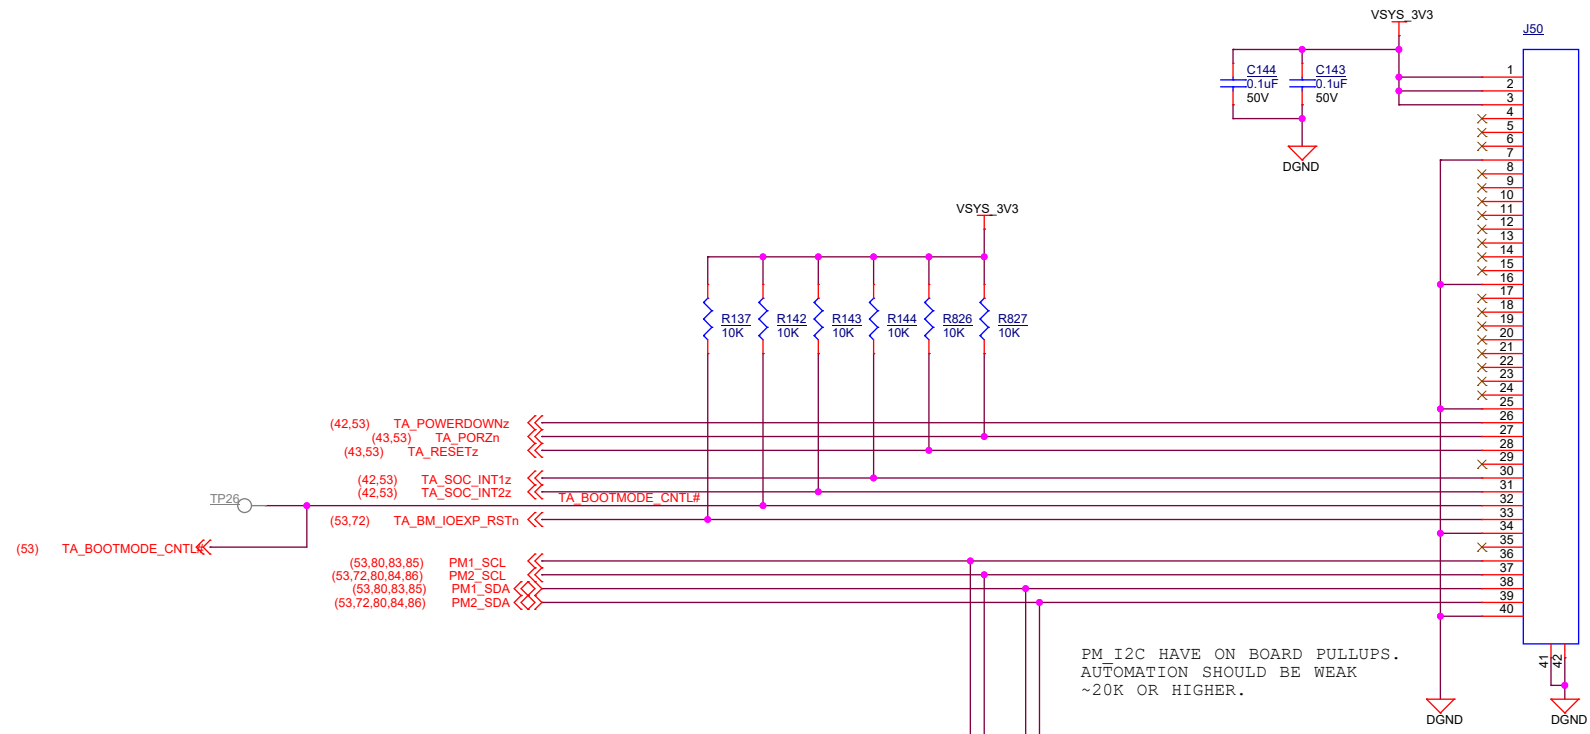 VSYS_3V3
J50
C144
0.1uF
50V
C143
0.1uF
50V
DGND
1
2
3
4
5
6
7
8
9
10
11
12
13
14
15
16
17
18
19
20
21
22
23
24
25
26
27
28
29
30
31
32
33
34
35
36
37
38
39
40
41
42
VSYS_3V3
R137
10K
R142
10K
R143
10K
R144
10K
R826
10K
R827
10K
(42,53) TA_POWERDOWNz
(43,53) TA_PORZn
(43,53) TA_RESETz
(42,53) TA_SOC_INT1z
(42,53) TA_SOC_INT2z
TA_BOOTMODE_CNTL#
TP26
(53,72) TA_BM_IOEXP_RSTn
(53) TA_BOOTMODE_CNTL#
(53,80,83,85) PM1_SCL
(53,72,80,84,86) PM2_SCL
(53,80,83,85) PM1_SDA
(53,72,80,84,86) PM2_SDA
PM_I2C HAVE ON BOARD PULLUPS.
AUTOMATION SHOULD BE WEAK
~20K OR HIGHER.
DGND
DGND